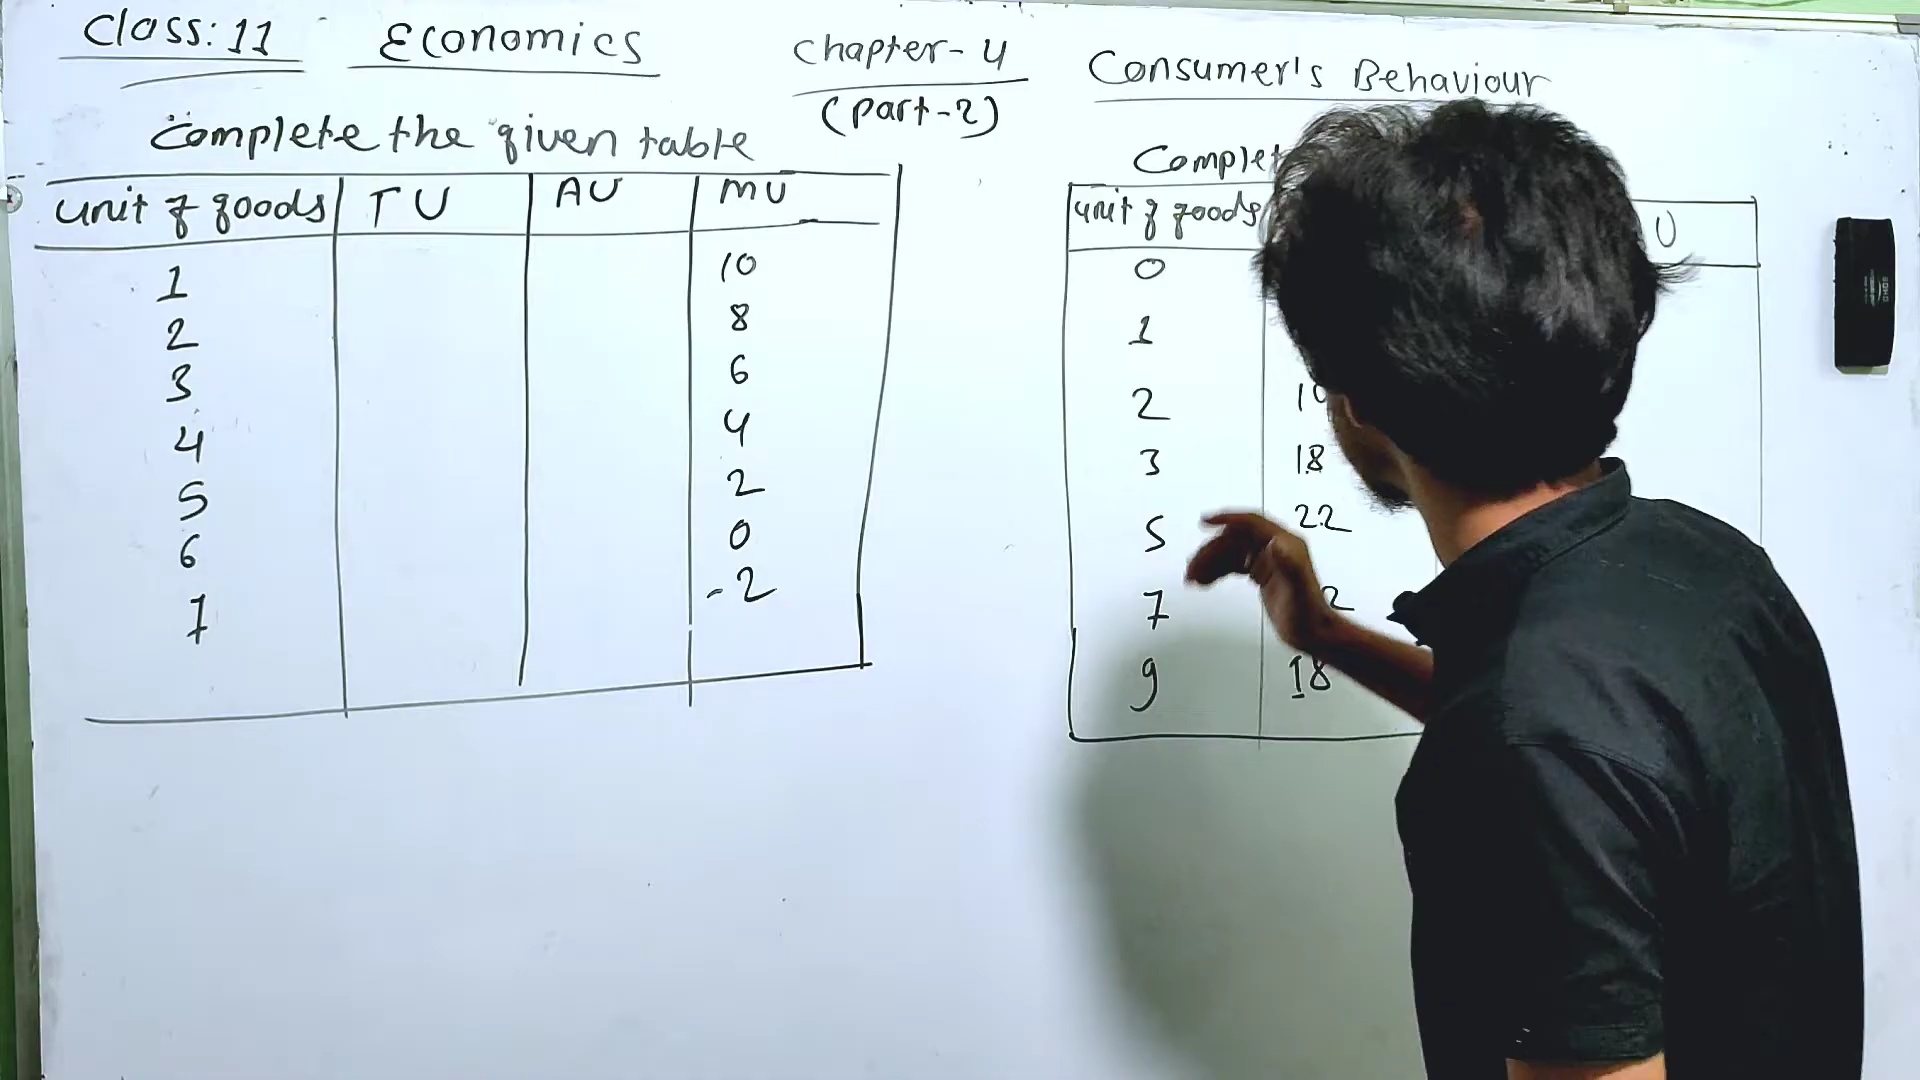 Class: 11 Economics chapter-4 Consumer's Behaviour
(part-2)
Complete the given table
unit of goods TU AU MU
1 10
2 8
3 6
4 4
5 2
6 0
7 -2
unit of goods U
0
1
2
3 18
5 22
7
9 18